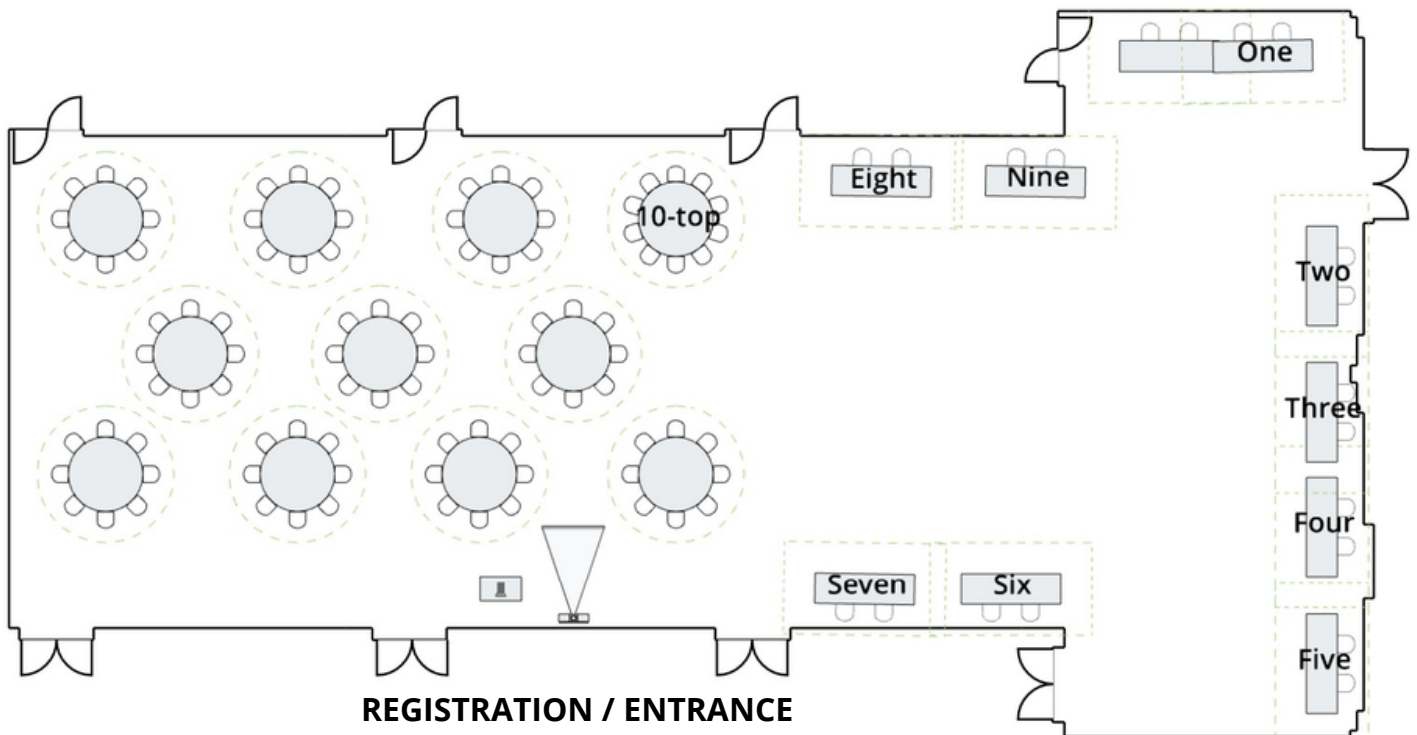 One
Eight
Nine
10-top
Two
Three
Four
Seven
Six
Five
REGISTRATION / ENTRANCE